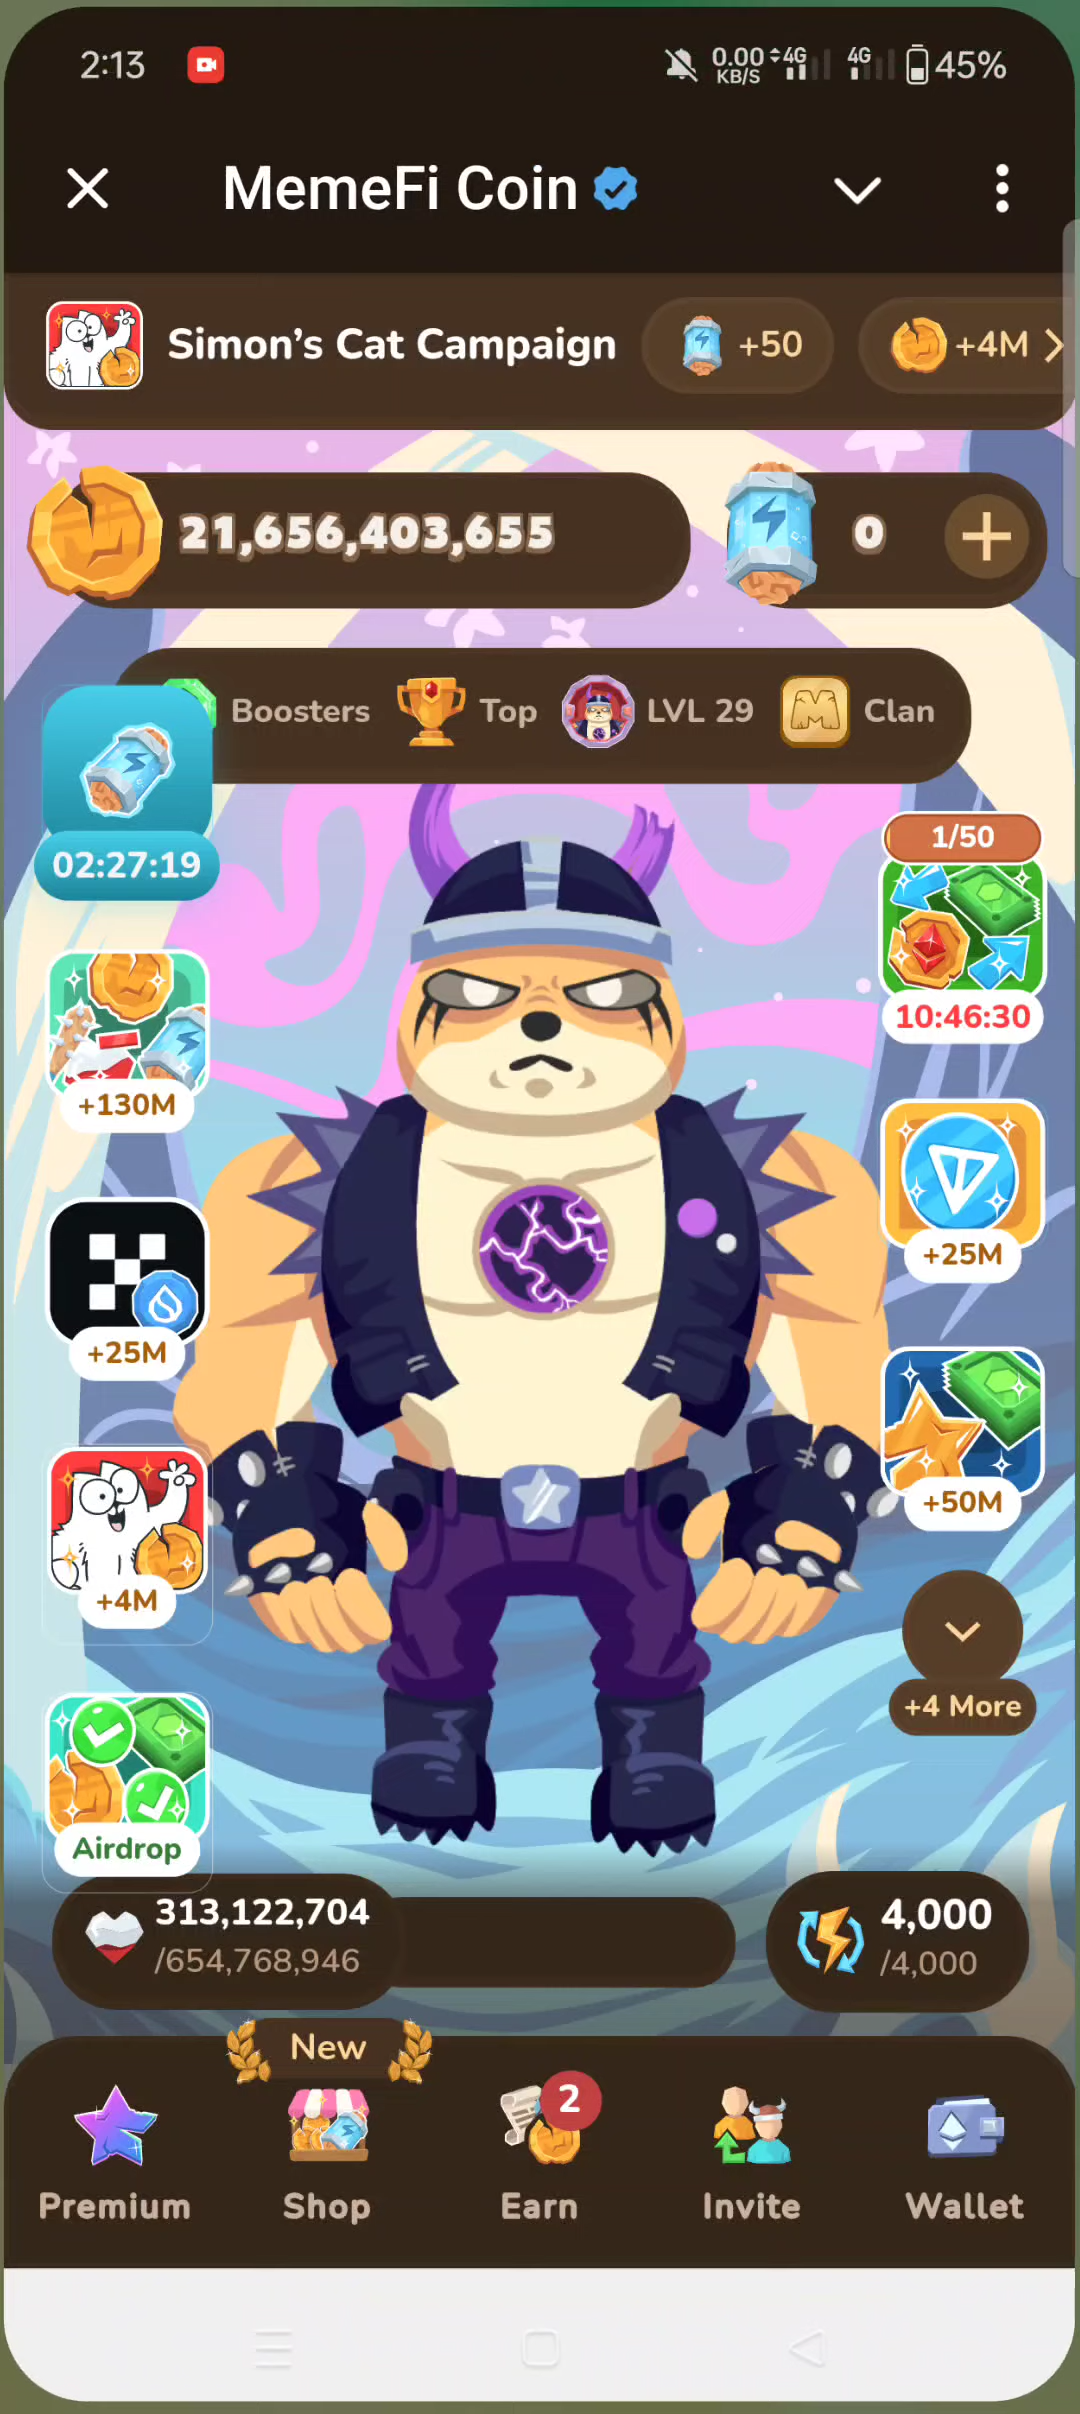 2:13
0.00 KB/S 4G 4G 45%
MemeFi Coin
Simon's Cat Campaign +50 +4M
21,656,403,655
0
Boosters Top LVL 29 Clan
02:27:19
1/50
10:46:30
+130M
+25M
+25M
+50M
+4M
+4 More
Airdrop
313,122,704
/654,768,946
4,000
/4,000
New
2
Premium Shop Earn Invite Wallet